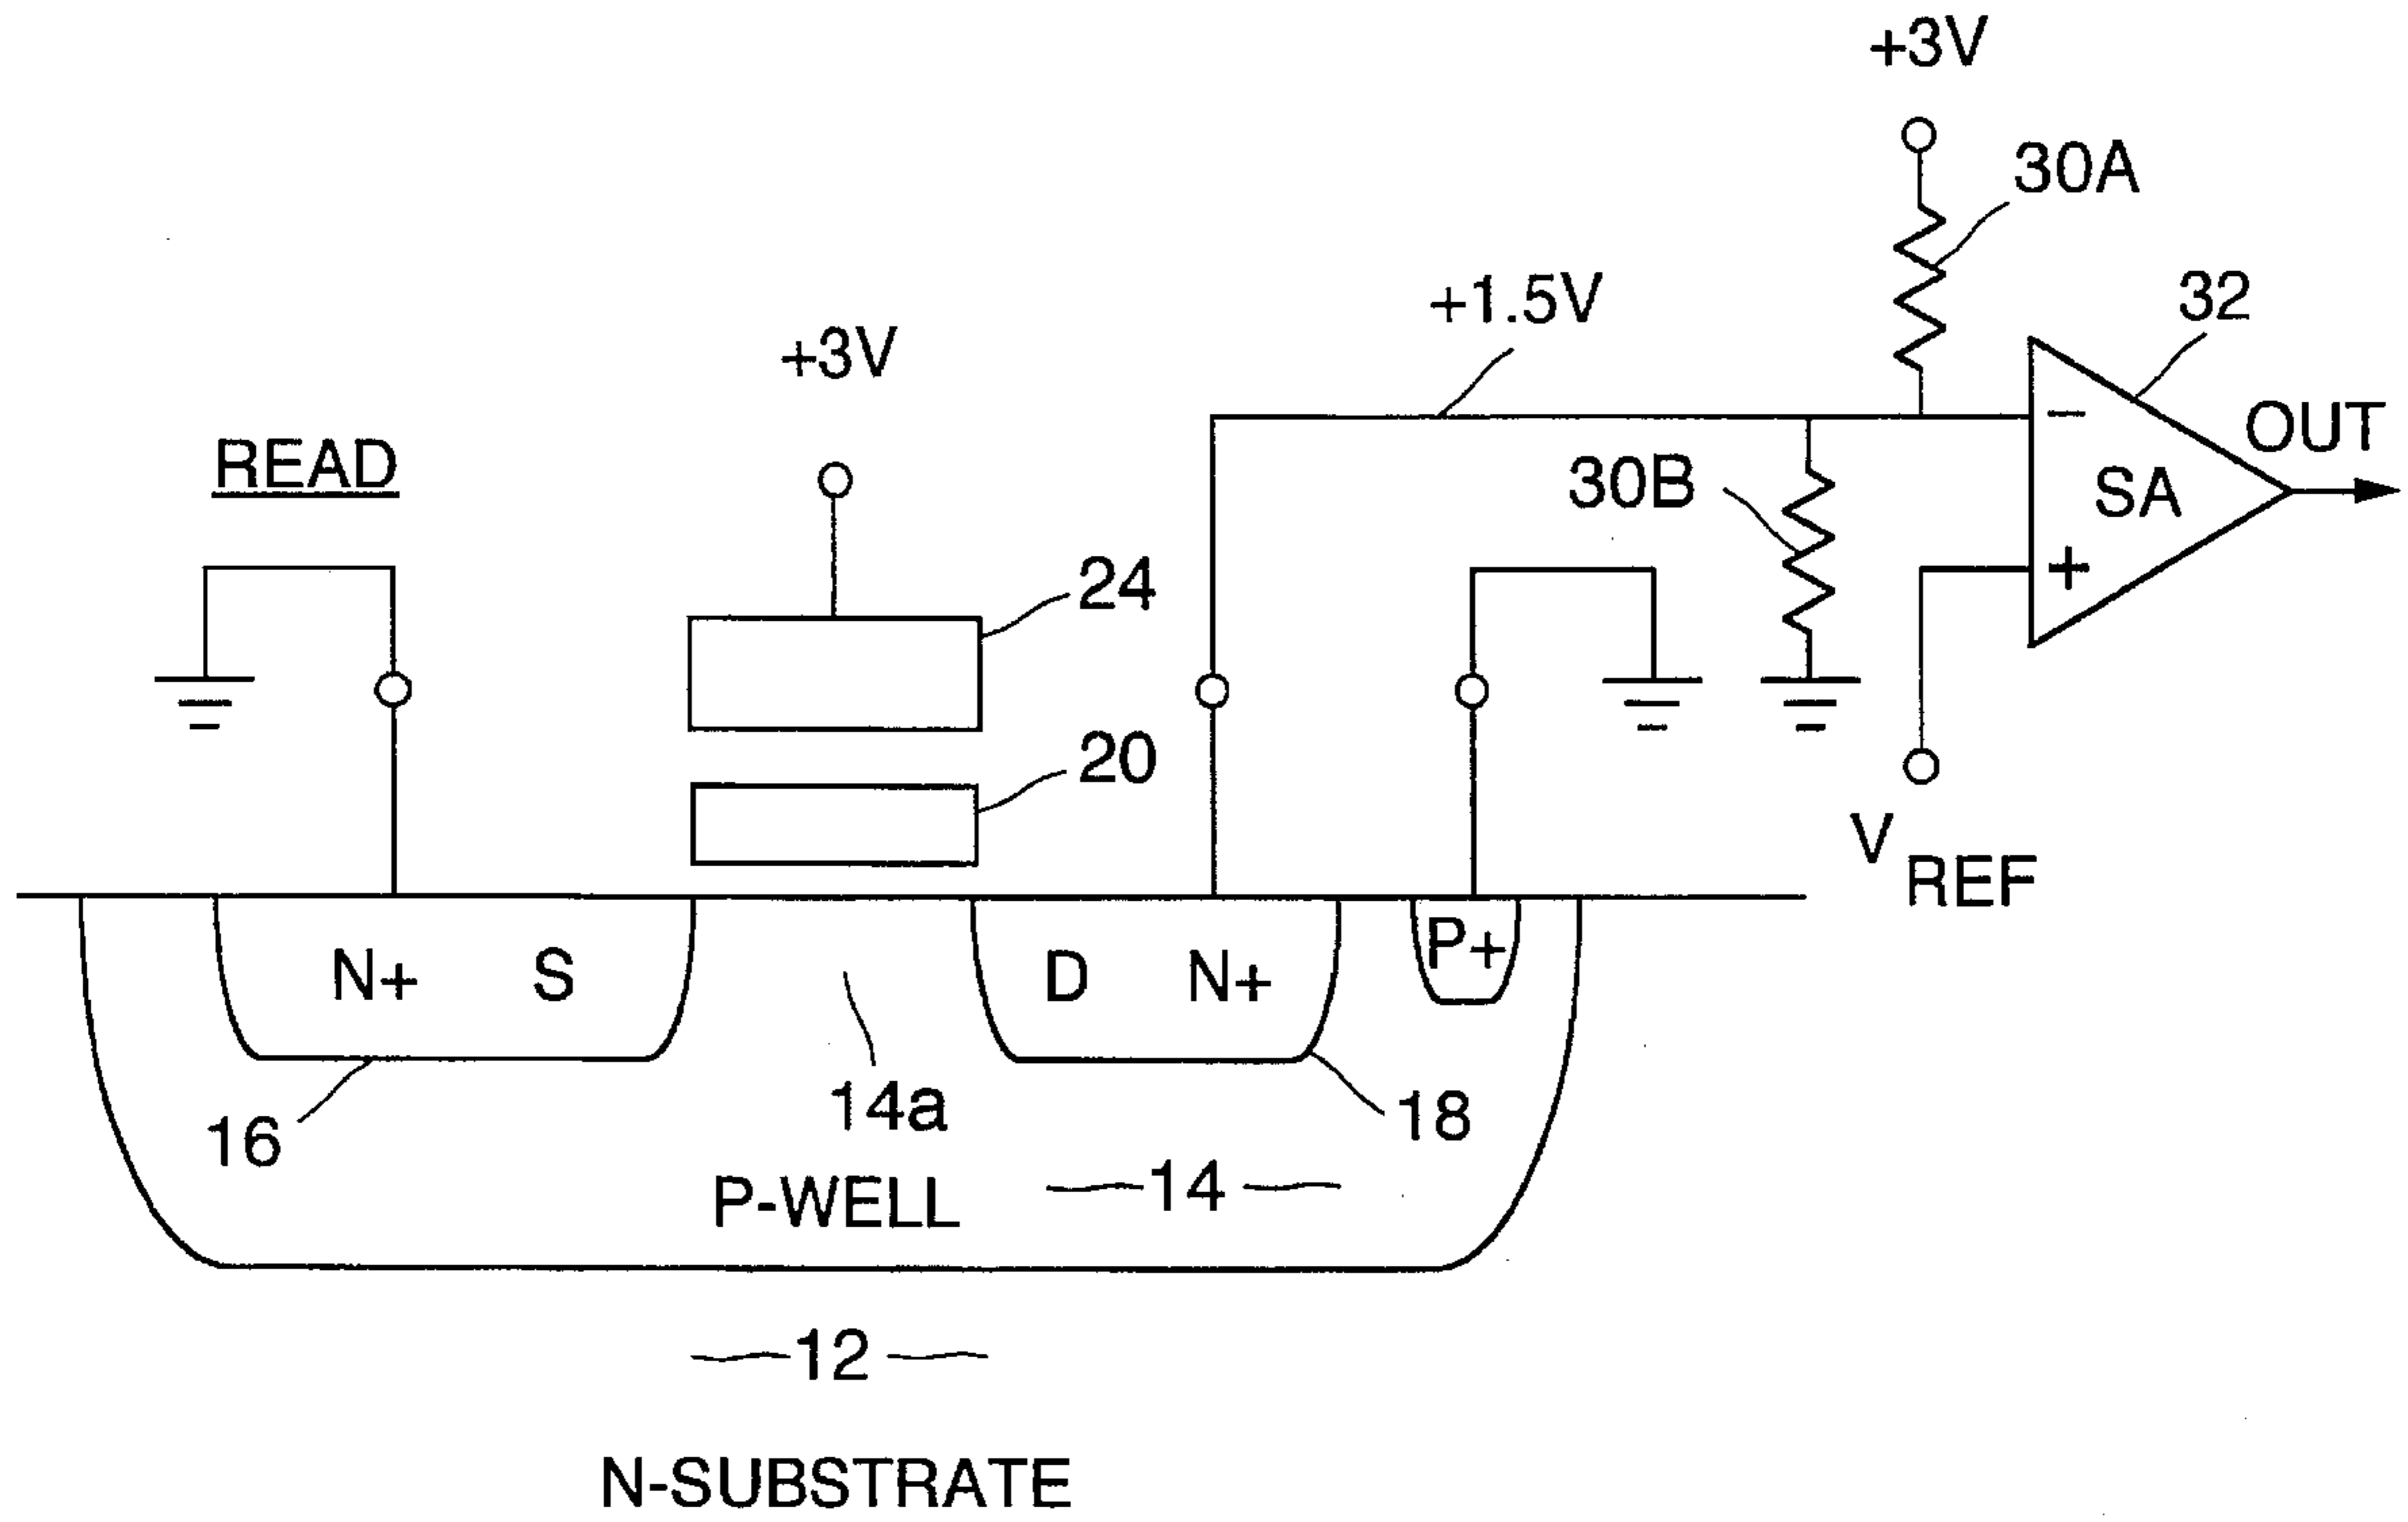 +3V
30A
+1.5V
32
+3V
READ
OUT
30B
-
SA
24
+
20
V REF
N+ S
D N+
P+
14a
16
18
P-WELL
14
12
N-SUBSTRATE